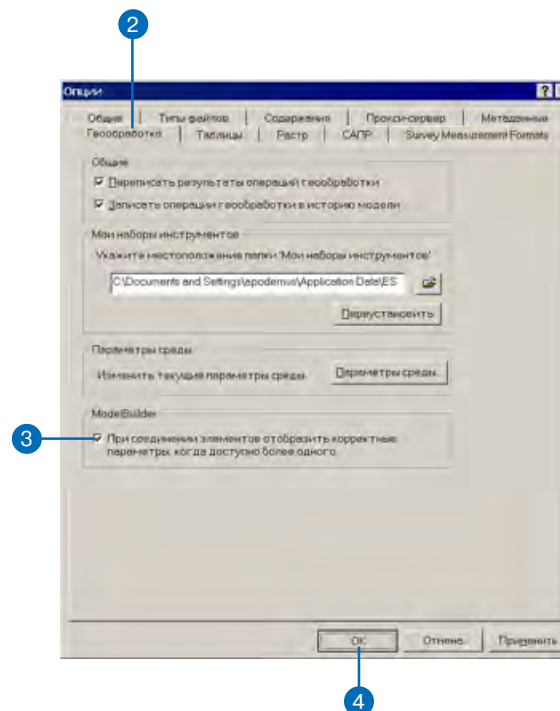 2
Опции
Общие Типы файлов Содержание Прокси-сервер Метаданные
Геообработка Таблицы Растр САПР Survey Measurement Formats
Общие
Переписать результаты операций геообработки
Записать операции геообработки в историю модели
Мои наборы инструментов
Укажите местоположение папки 'Мои наборы инструментов'
C:\Documents and Settings\apodemus\Application Data\ES
Переустановить
Параметры среды
Изменить текущие параметры среды. Параметры среды...
ModelBuilder
3
При соединении элементов отобразить корректные
параметры, когда доступно более одного.
OK Отмена Применить
4